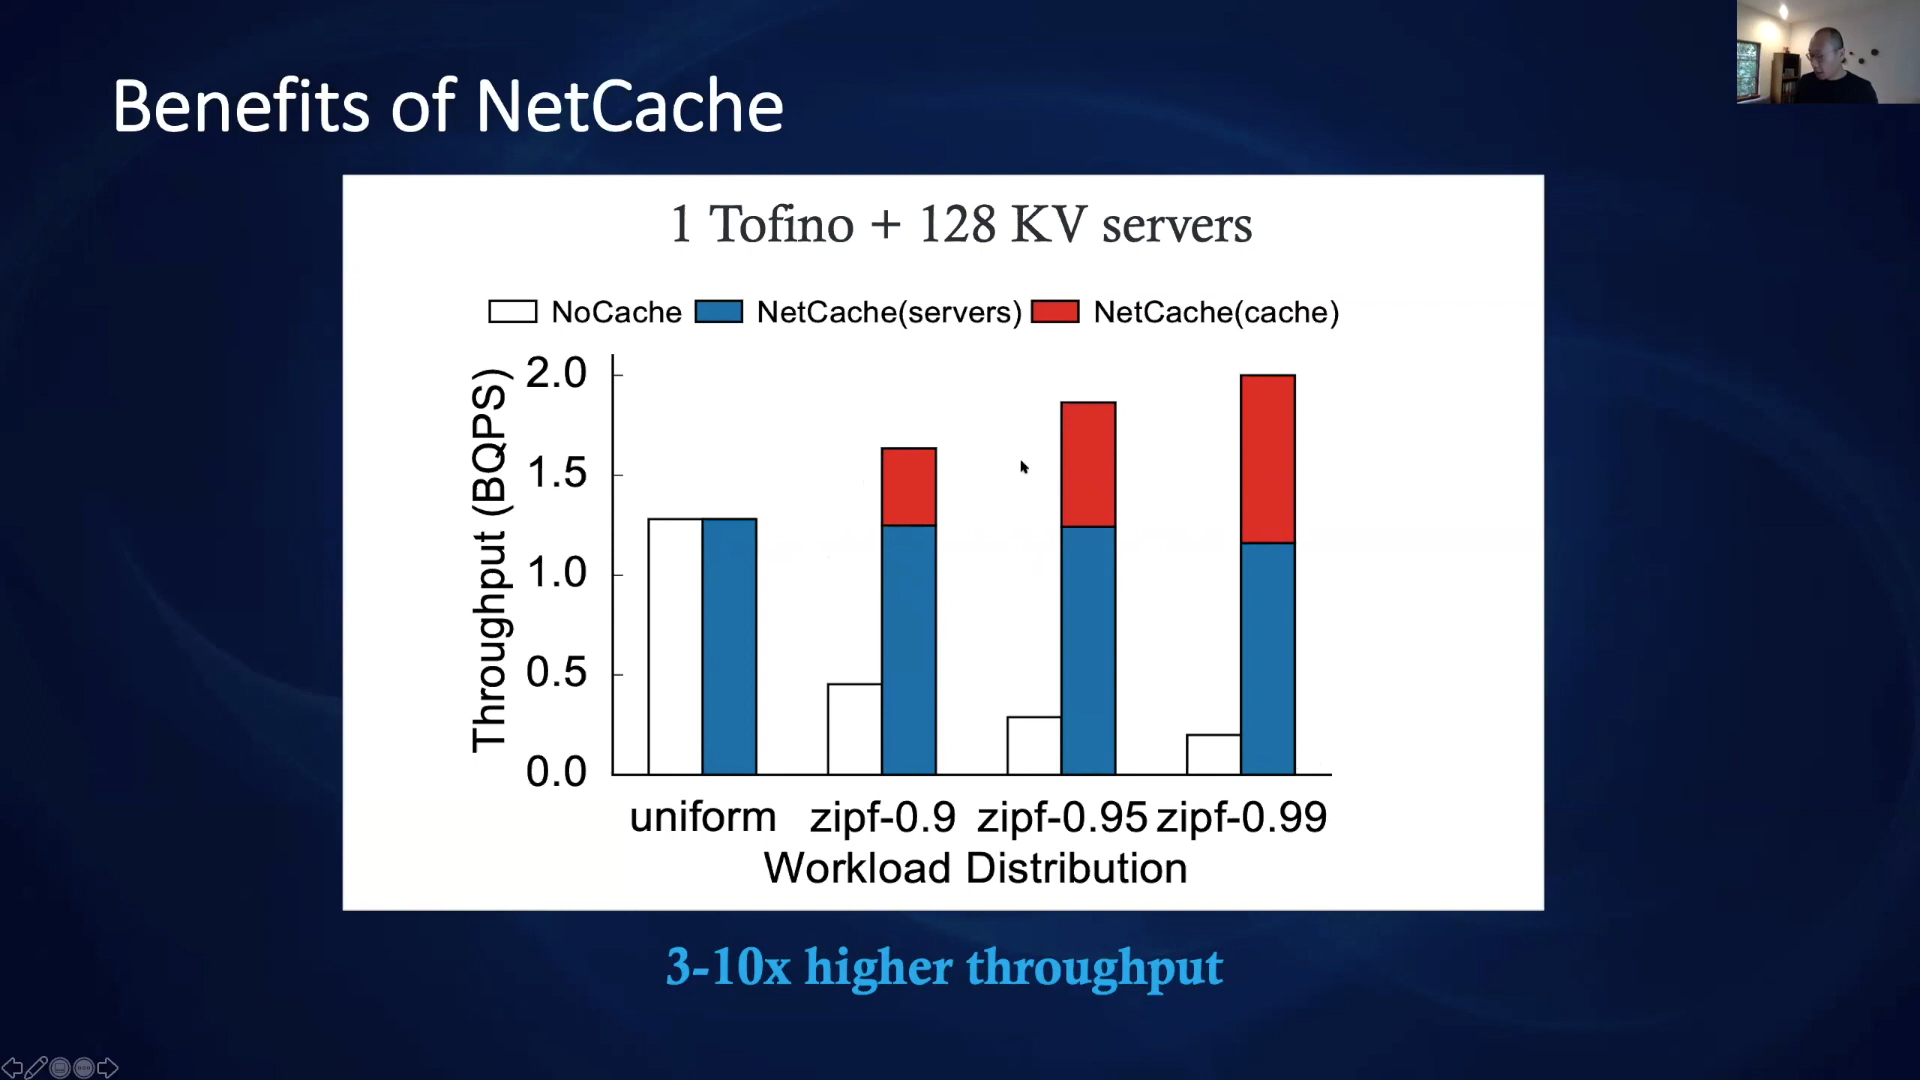 Benefits of NetCache
1 Tofino + 128 KV servers
NoCache NetCache(servers) NetCache(cache)
Throughput (BQPS)
2.0
1.5
1.0
0.5
0.0
uniform zipf-0.9 zipf-0.95 zipf-0.99
Workload Distribution
3-10x higher throughput